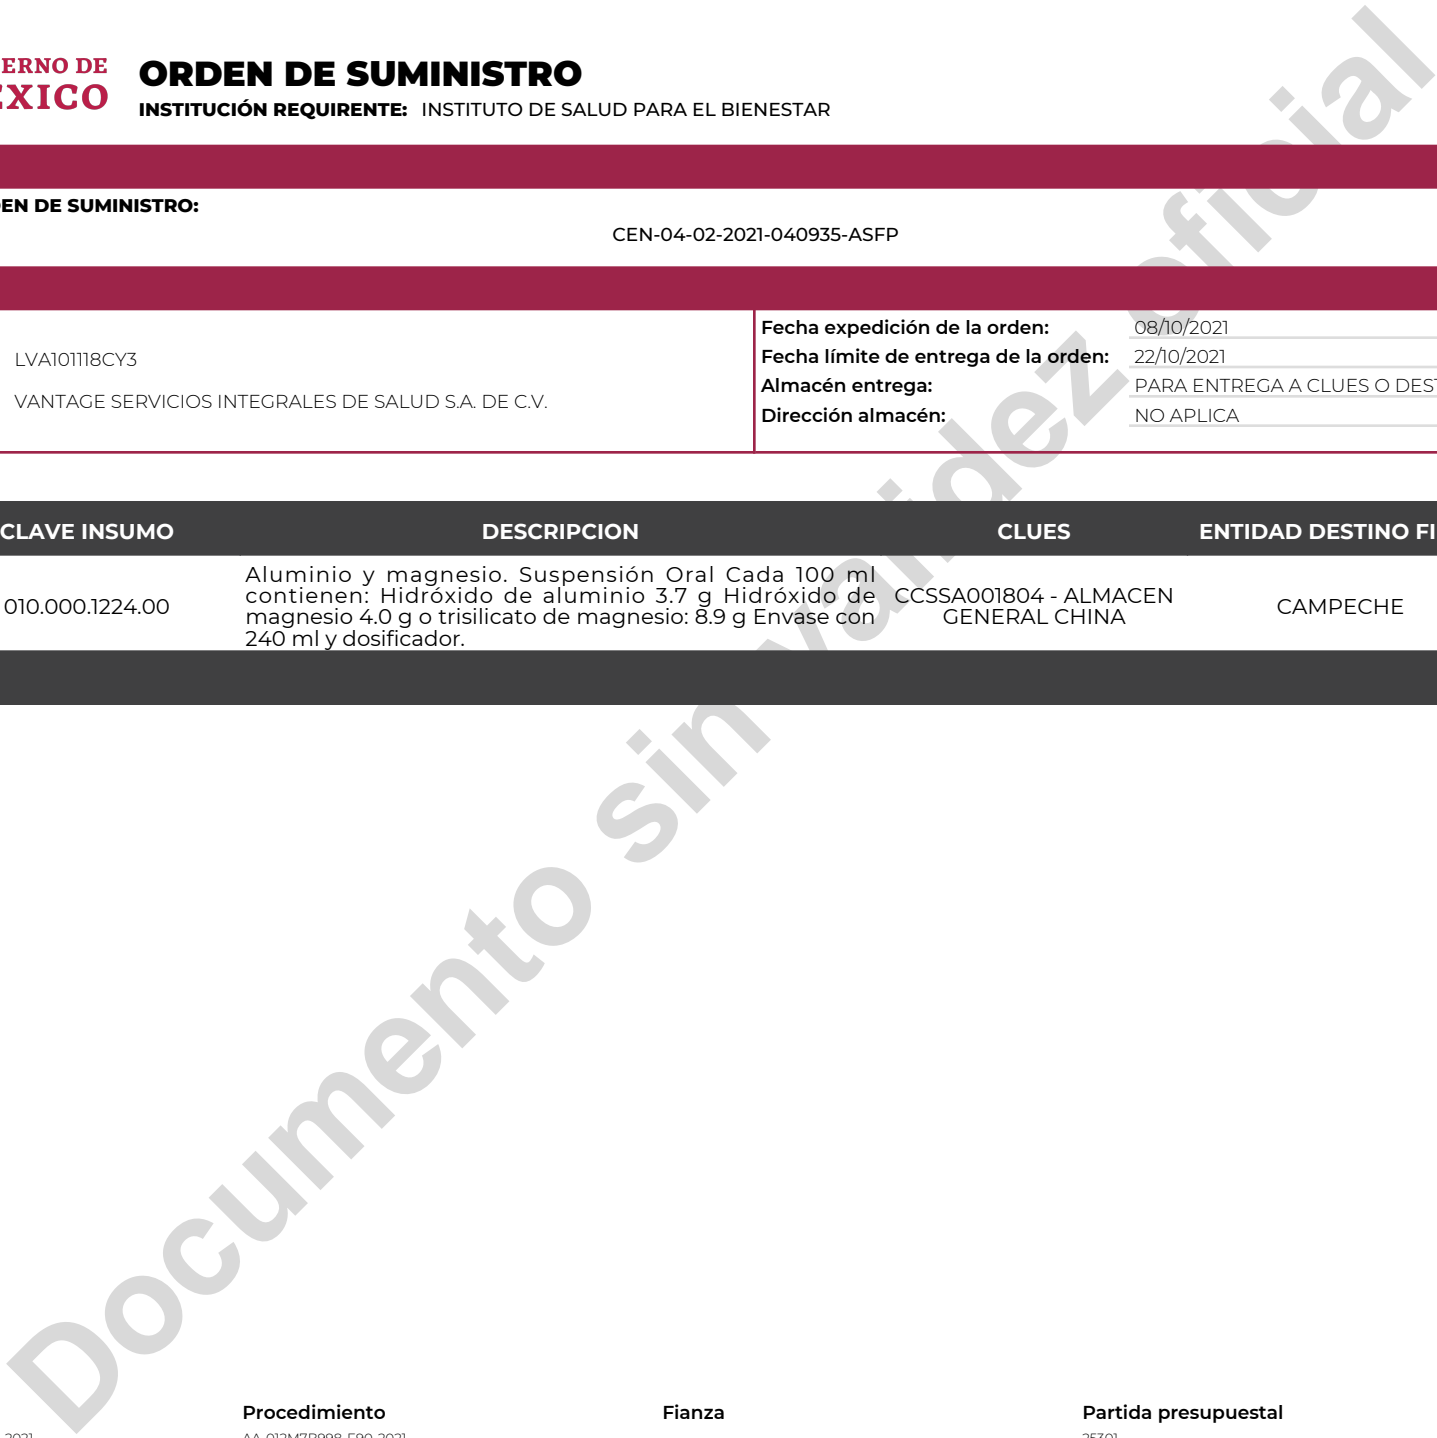 ERNO DE
ÉXICO
ORDEN DE SUMINISTRO
INSTITUCIÓN REQUIRENTE: INSTITUTO DE SALUD PARA EL BIENESTAR
EN DE SUMINISTRO:
CEN-04-02-2021-040935-ASFP
LVA101118CY3
VANTAGE SERVICIOS INTEGRALES DE SALUD S.A. DE C.V.
Fecha expedición de la orden: 08/10/2021
Fecha límite de entrega de la orden: 22/10/2021
Almacén entrega: PARA ENTREGA A CLUES O DEST
Dirección almacén: NO APLICA
CLAVE INSUMO DESCRIPCION CLUES ENTIDAD DESTINO FI
010.000.1224.00
Aluminio y magnesio. Suspensión Oral Cada 100 ml
contienen: Hidróxido de aluminio 3.7 g Hidróxido de
magnesio 4.0 g o trisilicato de magnesio: 8.9 g Envase con
240 ml y dosificador.
CCSSA001804 - ALMACEN
GENERAL CHINA
CAMPECHE
Documento sin validez oficial
Procedimiento Fianza Partida presupuestal